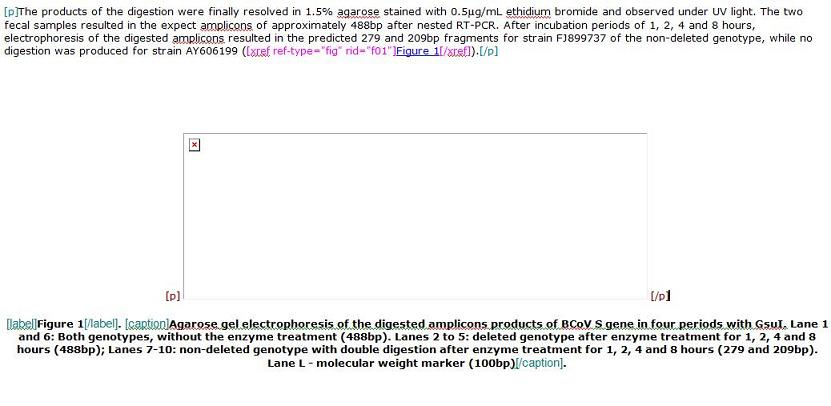 [p]The products of the digestion were finally resolved in 1.5% agarose stained with 0.5µg/mL ethidium bromide and observed under UV light. The two
fecal samples resulted in the expect amplicons of approximately 488bp after nested RT-PCR. After incubation periods of 1, 2, 4 and 8 hours,
electrophoresis of the digested amplicons resulted in the predicted 279 and 209bp fragments for strain FJ899737 of the non-deleted genotype, while no
digestion was produced for strain AY606199 ([xref ref-type="fig" rid="f01"]Figure 1[/xref]).[/p]
[p] [/p]
[label]Figure 1[/label]. [caption]Agarose gel electrophoresis of the digested amplicons products of BCoV S gene in four periods with GsuI. Lane 1
and 6: Both genotypes, without the enzyme treatment (488bp). Lanes 2 to 5: deleted genotype after enzyme treatment for 1, 2, 4 and 8
hours (488bp); Lanes 7-10: non-deleted genotype with double digestion after enzyme treatment for 1, 2, 4 and 8 hours (279 and 209bp).
Lane L - molecular weight marker (100bp)[/caption].